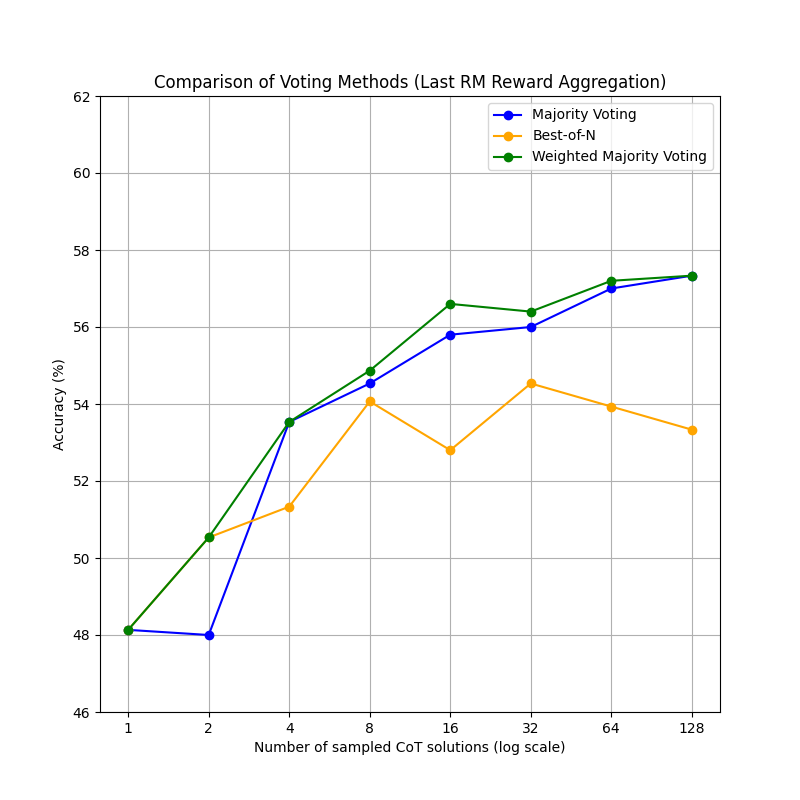 Comparison of Voting Methods (Last RM Reward Aggregation)
Majority Voting
Best-of-N
Weighted Majority Voting
62
60
58
56
54
52
50
48
46
Accuracy (%)
1 2 4 8 16 32 64 128
Number of sampled CoT solutions (log scale)